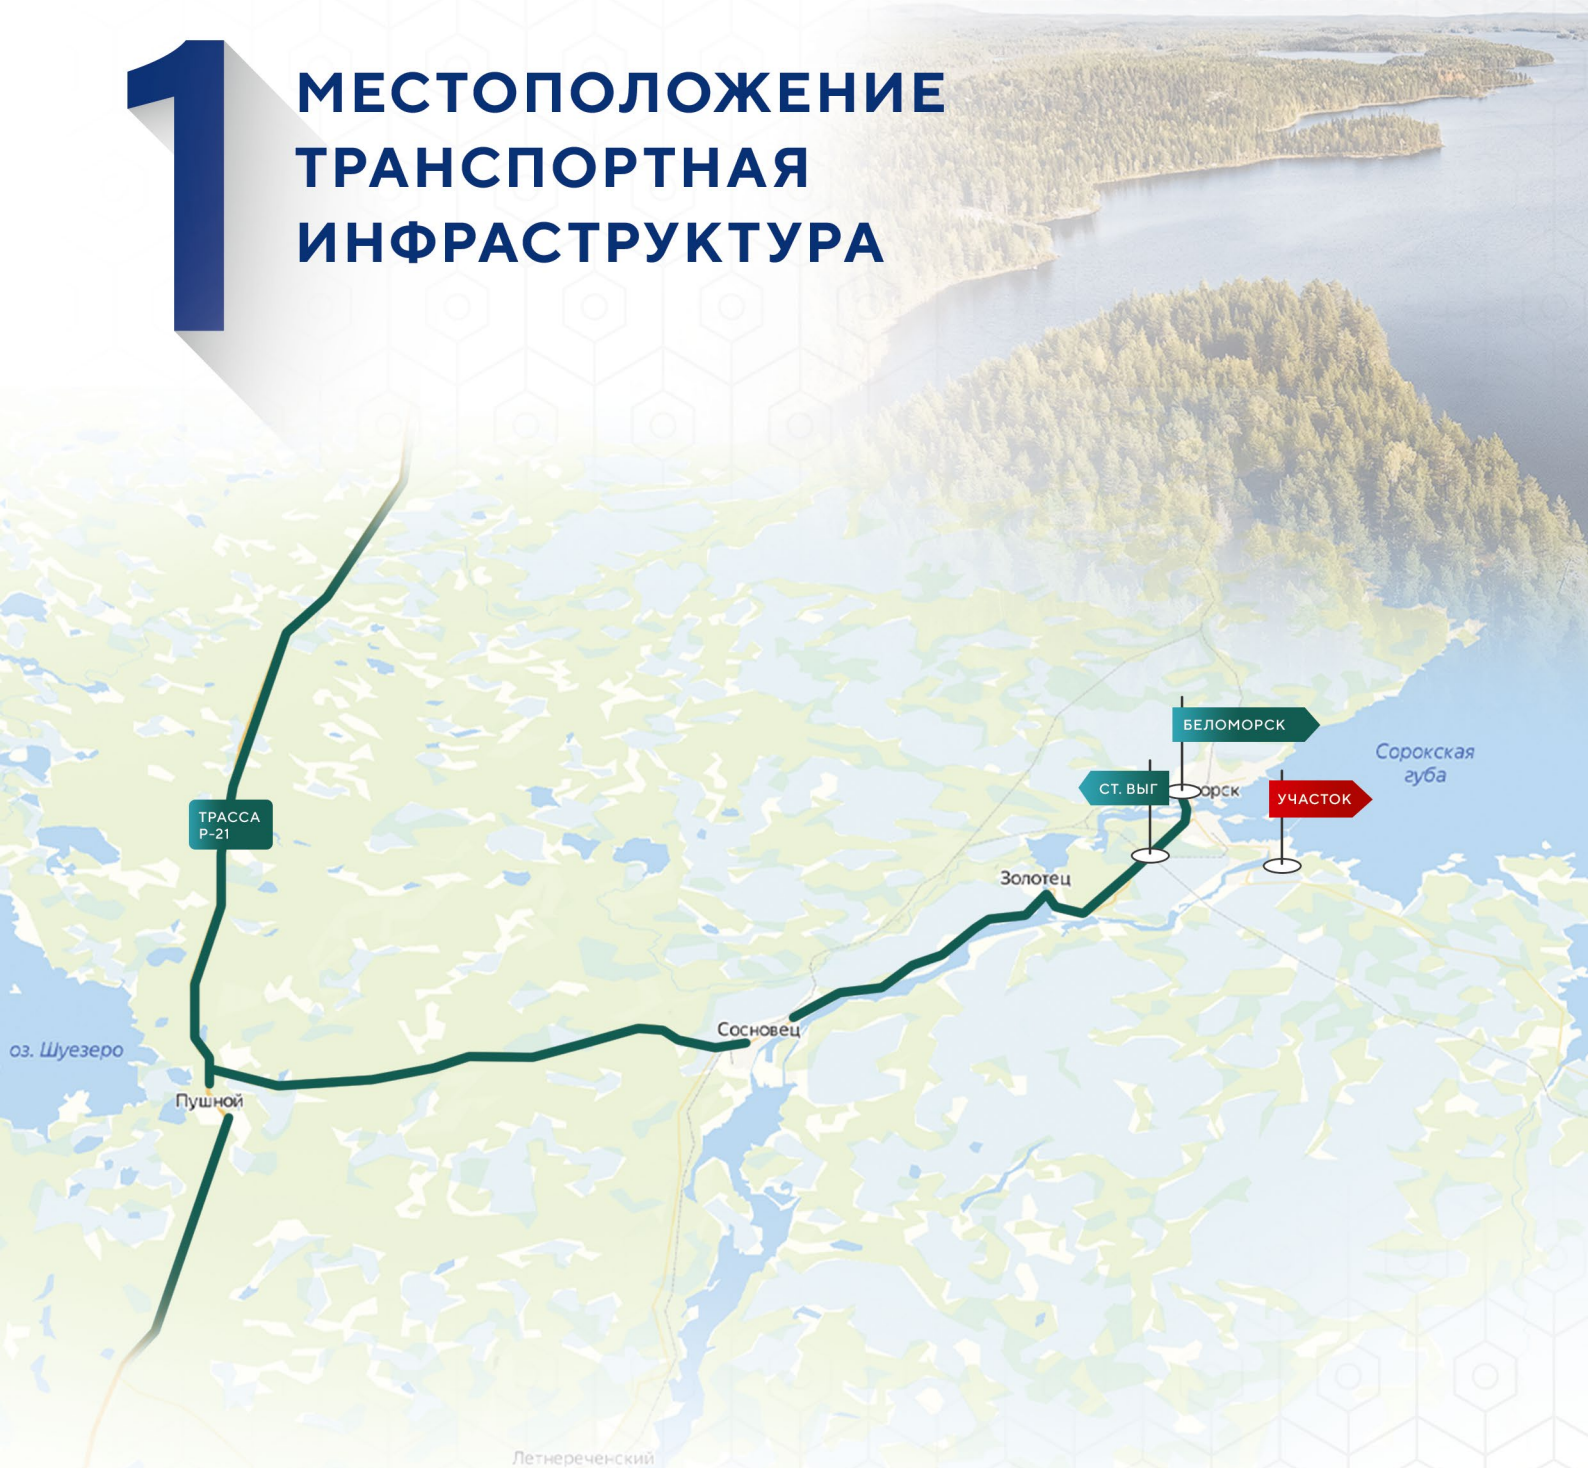 1
МЕСТОПОЛОЖЕНИЕ
ТРАНСПОРТНАЯ
ИНФРАСТРУКТУРА
БЕЛОМОРСК
Сорокская
губа
СТ. ВЫГ
орск
УЧАСТОК
ТРАССА
Р-21
Золотец
Сосновец
оз. Шуезеро
Пушной
Летнереченский